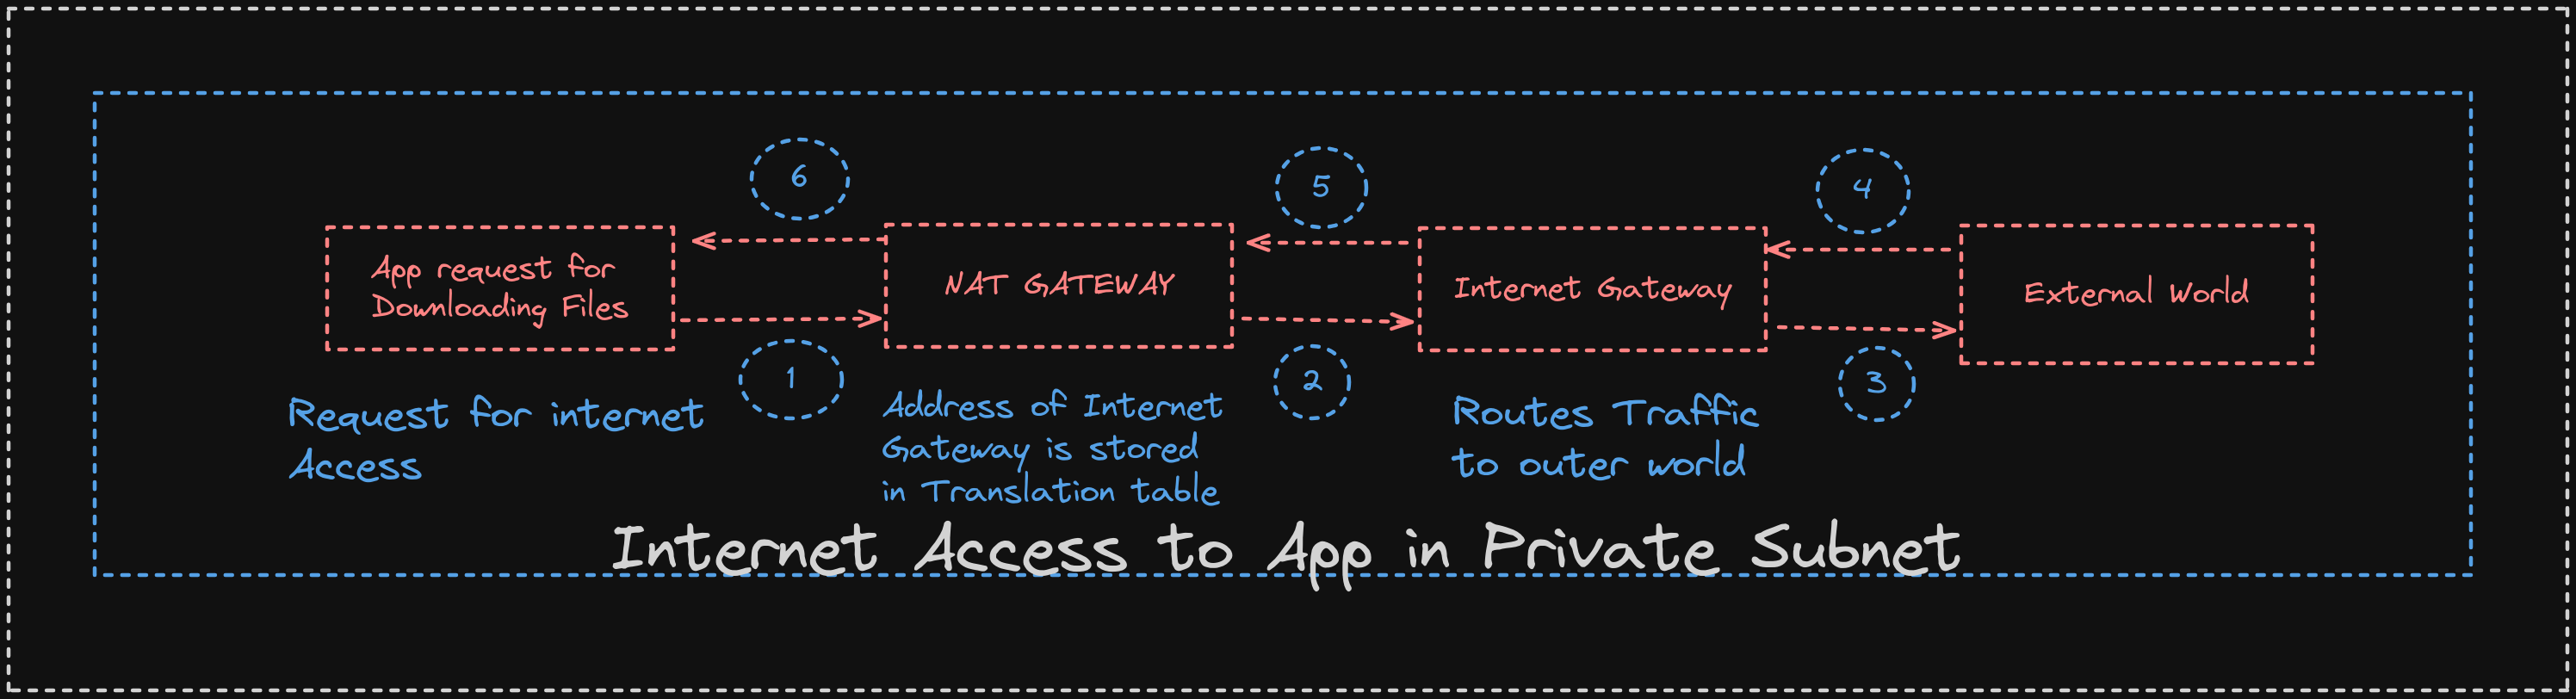 6
5
4
App request for
Downloading Files
NAT GATEWAY
Internet Gateway
External World
1
2
3
Request for internet
Access
Address of Internet
Gateway is stored
in Translation table
Routes Traffic
to outer world
Internet Access to App in Private Subnet